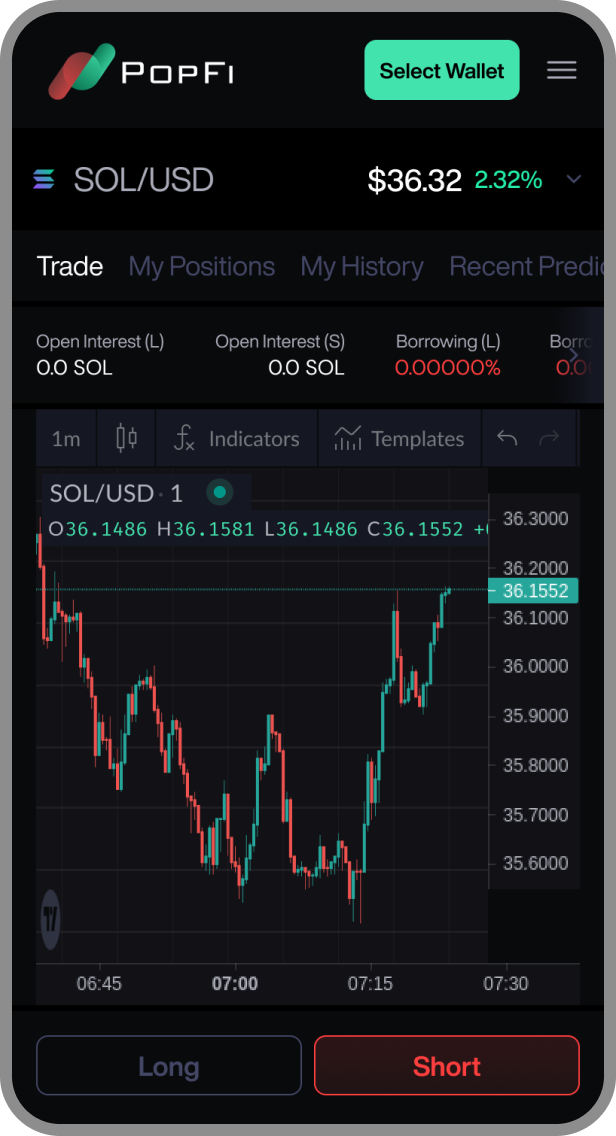 PopFi
Select Wallet
SOL/USD $36.32 2.32%
Trade My Positions My History Recent Predic
Open Interest (L) Open Interest (S) Borrowing (L) Borro
0.0 SOL 0.0 SOL 0.00000% 0.00
1m Indicators Templates
SOL/USD · 1
O36.1486 H36.1581 L36.1486 C36.1552
36.3000
36.2000
36.1552
36.1000
36.0000
35.9000
35.8000
35.7000
35.6000
06:45 07:00 07:15 07:30
Long Short